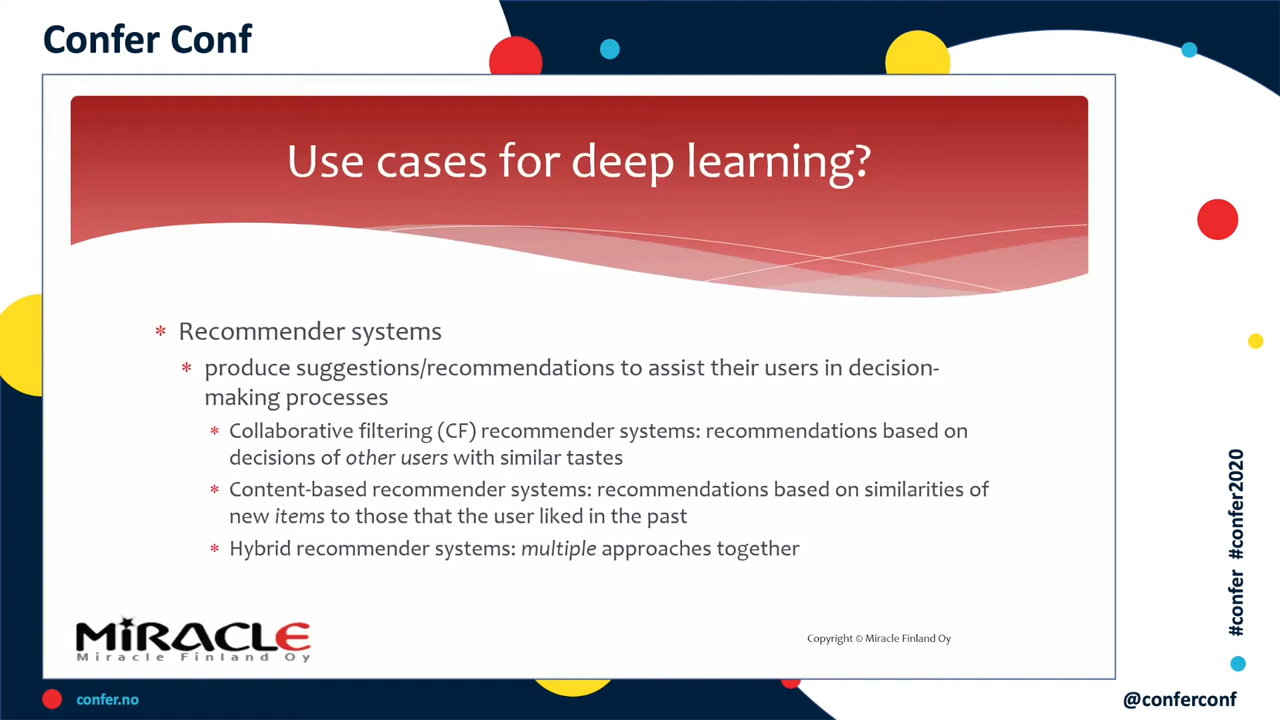 Confer Conf
Use cases for deep learning?
* Recommender systems
* produce suggestions/recommendations to assist their users in decision-
making processes
* Collaborative filtering (CF) recommender systems: recommendations based on
decisions of other users with similar tastes
* Content-based recommender systems: recommendations based on similarities of
new items to those that the user liked in the past
* Hybrid recommender systems: multiple approaches together
MiRACLE
Miracle Finland Oy
Copyright © Miracle Finland Oy
#confer #confer2020
confer.no
@conferconf